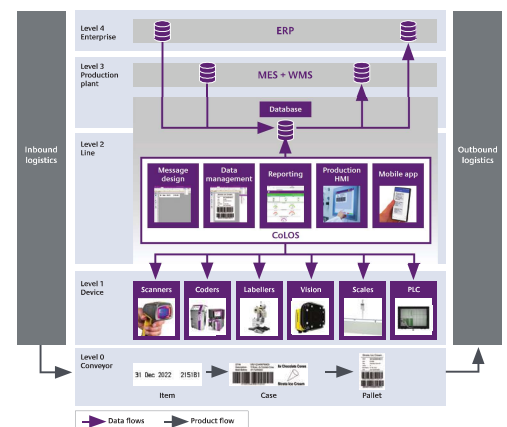 Level 4
Enterprise
ERP
Level 3
Production
plant
MES + WMS
Database
Inbound
logistics
Outbound
logistics
Level 2
Line
Message
design
Data
management
Reporting
Production
HMI
Mobile app
CoLOS
Level 1
Device
Scanners
Coders
Labellers
Vision
Scales
PLC
Level 0
Conveyor
31 Dec 2022 215181
Item
Case
Pallet
Data flows
Product flow